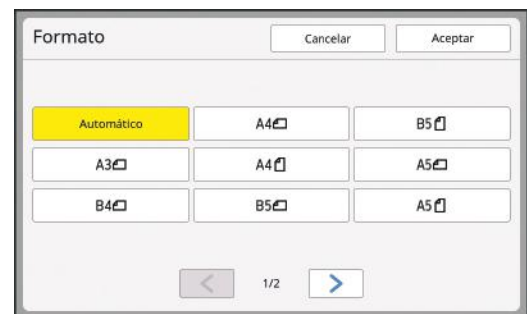 Formato Cancelar Aceptar
Automático A4 B5
A3 A4 A5
B4 B5 A5
1/2